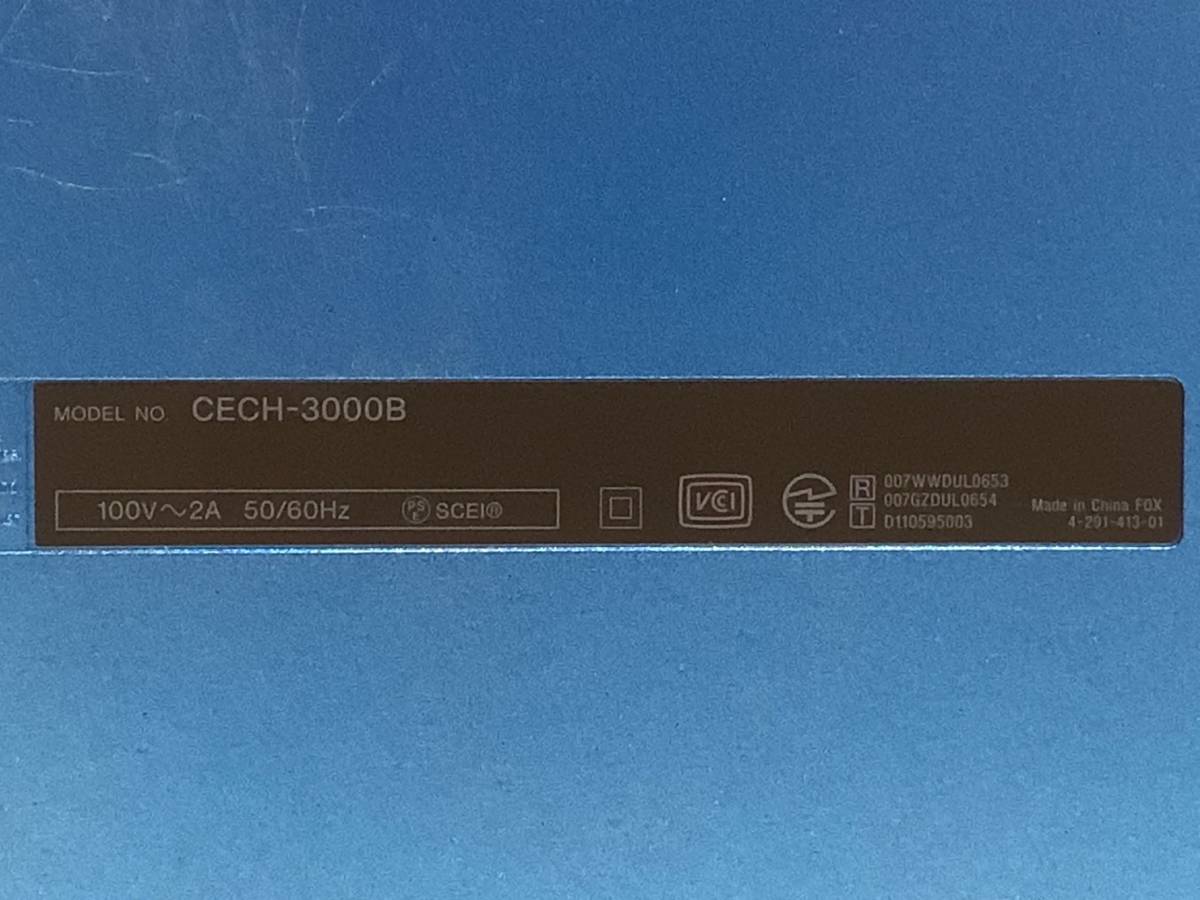 MODEL NO. CECH-3000B
100V～2A 50/60Hz PS E SCEI®
VCI
R 007WWDUL0653
007GZDUL0654
T D110595003
Made in China FOX
4-291-413-01